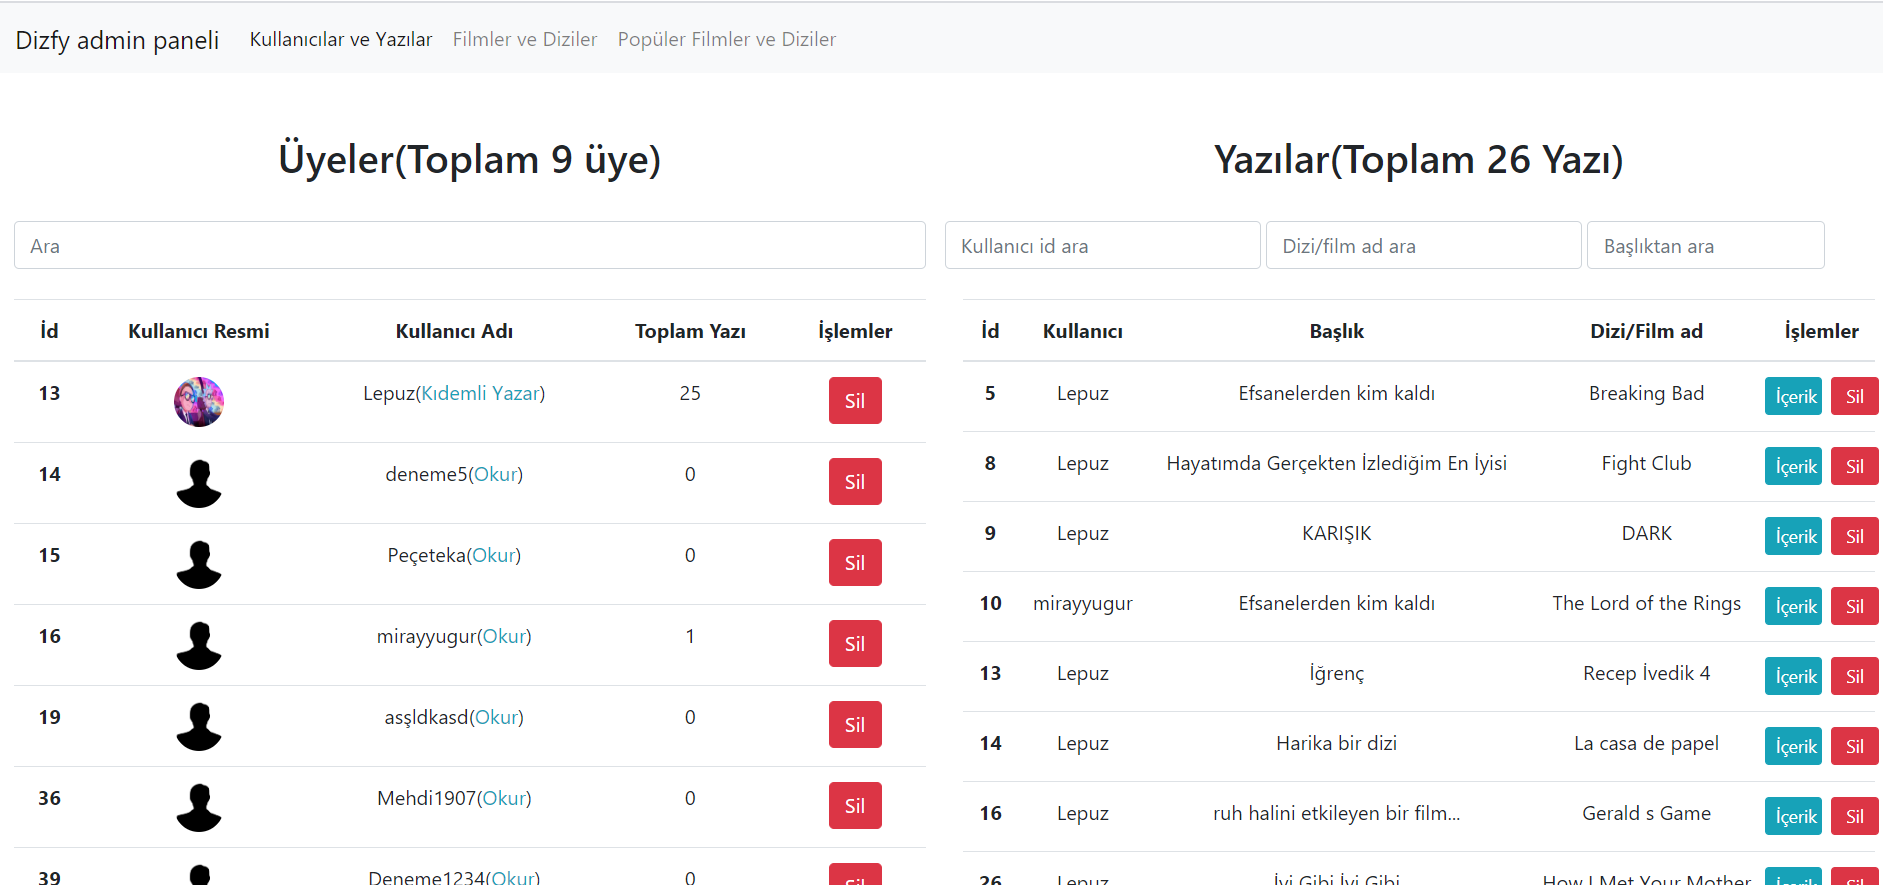 Dizfy admin paneli Kullanıcılar ve Yazılar Filmler ve Diziler Popüler Filmler ve Diziler
Üyeler(Toplam 9 üye)
Ara
İd Kullanıcı Resmi Kullanıcı Adı Toplam Yazı İşlemler
13 Lepuz(Kıdemli Yazar) 25 Sil
14 deneme5(Okur) 0 Sil
15 Peçeteka(Okur) 0 Sil
16 mirayyugur(Okur) 1 Sil
19 asşldkasd(Okur) 0 Sil
36 Mehdi1907(Okur) 0 Sil
39 Deneme1234(Okur) 0 Sil
Yazılar(Toplam 26 Yazı)
Kullanıcı id ara Dizi/film ad ara Başlıktan ara
İd Kullanıcı Başlık Dizi/Film ad İşlemler
5 Lepuz Efsanelerden kim kaldı Breaking Bad İçerik Sil
8 Lepuz Hayatımda Gerçekten İzlediğim En İyisi Fight Club İçerik Sil
9 Lepuz KARIŞIK DARK İçerik Sil
10 mirayyugur Efsanelerden kim kaldı The Lord of the Rings İçerik Sil
13 Lepuz İğrenç Recep İvedik 4 İçerik Sil
14 Lepuz Harika bir dizi La casa de papel İçerik Sil
16 Lepuz ruh halini etkileyen bir film... Gerald s Game İçerik Sil
26 Lepuz İyi Gibi İyi Gibi How I Met Your Mother İçerik Sil